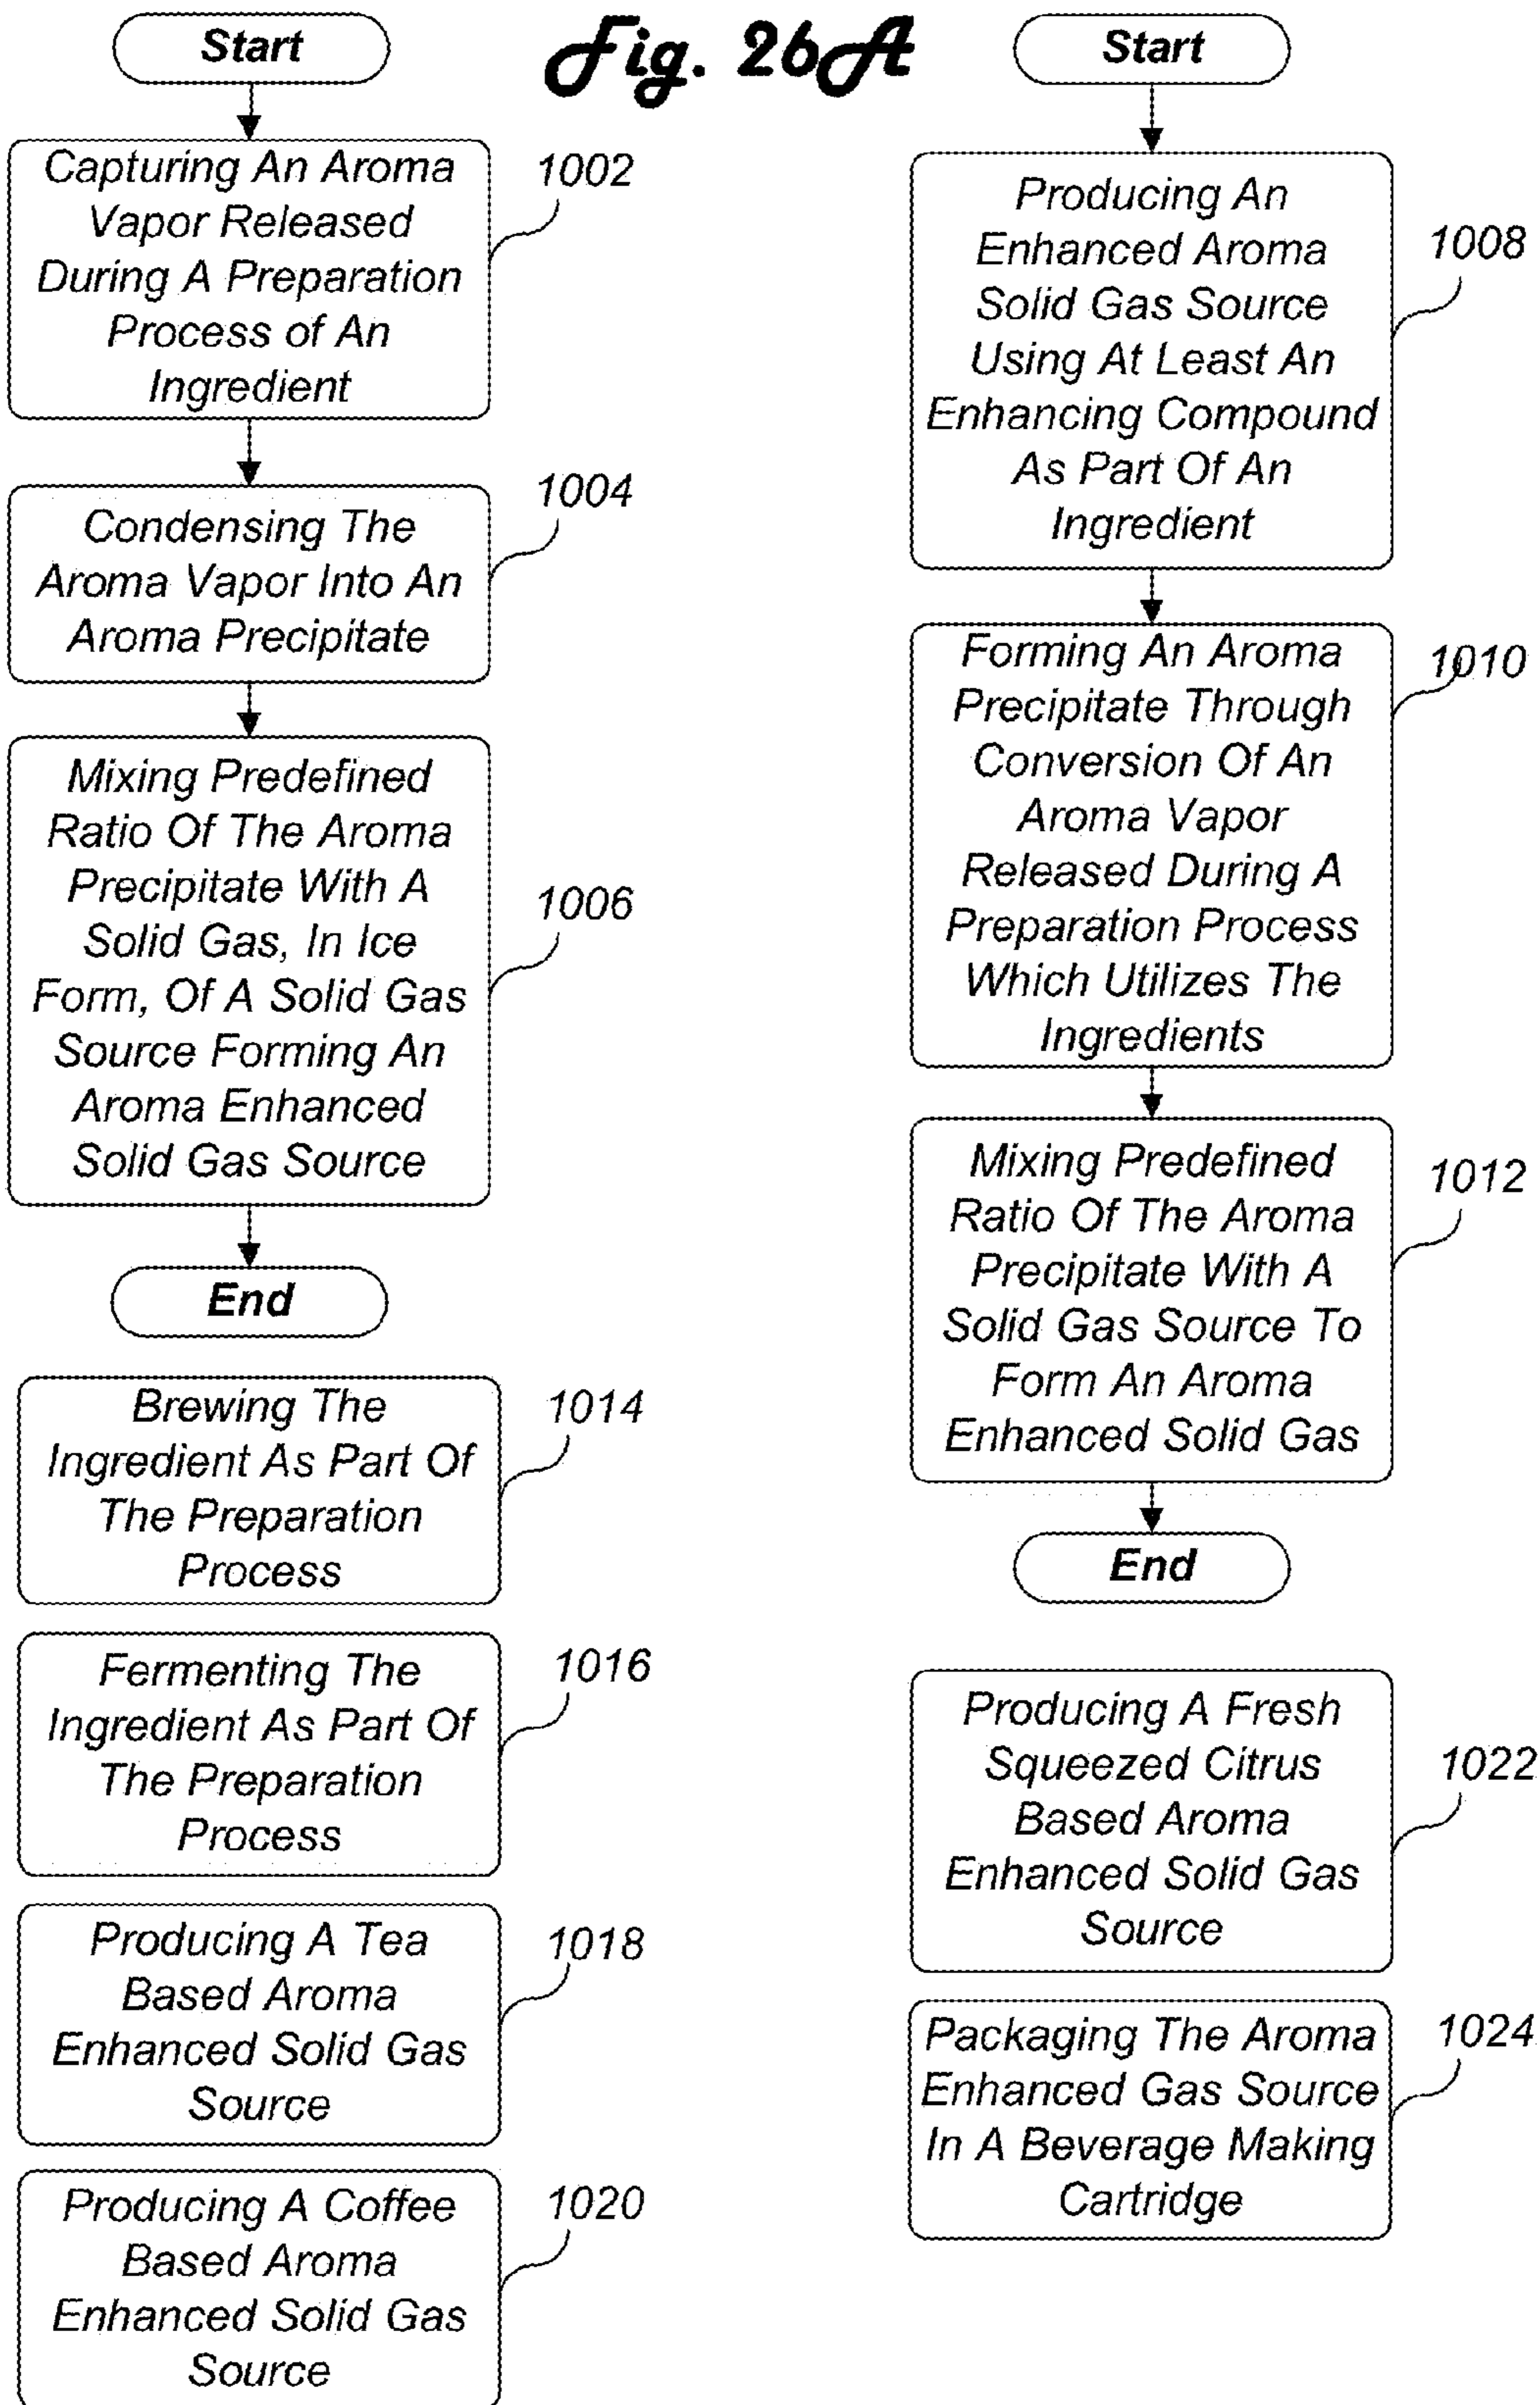 Fig. 26A
Start
Capturing An Aroma
Vapor Released
During A Preparation
Process of An
Ingredient
1002
Condensing The
Aroma Vapor Into An
Aroma Precipitate
1004
Mixing Predefined
Ratio Of The Aroma
Precipitate With A
Solid Gas, In Ice
Form, Of A Solid Gas
Source Forming An
Aroma Enhanced
Solid Gas Source
1006
End
Brewing The
Ingredient As Part Of
The Preparation
Process
1014
Fermenting The
Ingredient As Part Of
The Preparation
Process
1016
Producing A Tea
Based Aroma
Enhanced Solid Gas
Source
1018
Producing A Coffee
Based Aroma
Enhanced Solid Gas
Source
1020
Start
Producing An
Enhanced Aroma
Solid Gas Source
Using At Least An
Enhancing Compound
As Part Of An
Ingredient
1008
Forming An Aroma
Precipitate Through
Conversion Of An
Aroma Vapor
Released During A
Preparation Process
Which Utilizes The
Ingredients
1010
Mixing Predefined
Ratio Of The Aroma
Precipitate With A
Solid Gas Source To
Form An Aroma
Enhanced Solid Gas
1012
End
Producing A Fresh
Squeezed Citrus
Based Aroma
Enhanced Solid Gas
Source
1022
Packaging The Aroma
Enhanced Gas Source
In A Beverage Making
Cartridge
1024